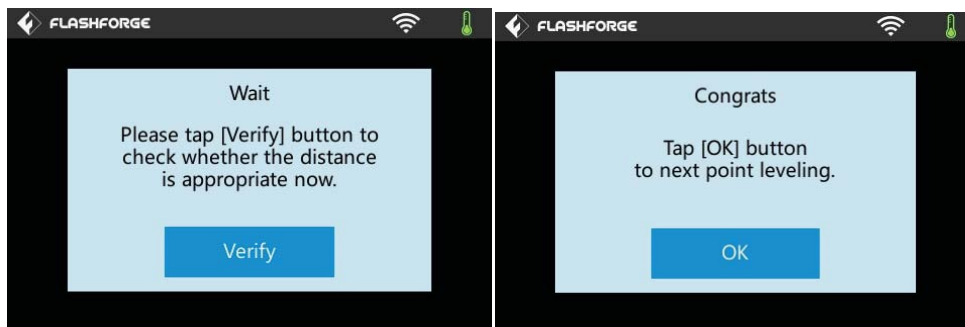 FLASHFORGE
Wait
Please tap [Verify] button to
check whether the distance
is appropriate now.
Verify
FLASHFORGE
Congrats
Tap [OK] button
to next point leveling.
OK